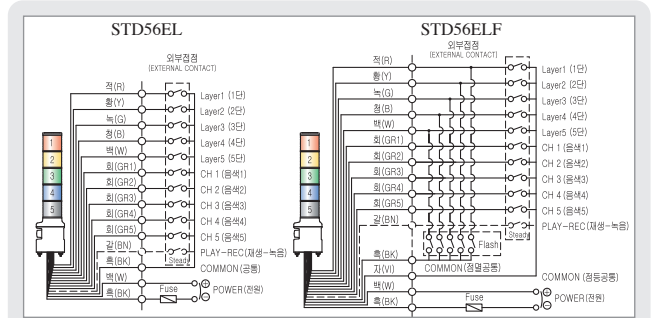 STD56EL
외부접점
(EXTERNAL CONTACT)
적(R)
Layer1 (1단)
황(Y)
Layer2 (2단)
녹(G)
Layer3 (3단)
청(B)
Layer4 (4단)
백(W)
Layer5 (5단)
회(GR1)
CH 1 (음색1)
회(GR2)
CH 2 (음색2)
회(GR3)
CH 3 (음색3)
회(GR4)
CH 4 (음색4)
회(GR5)
CH 5 (음색5)
갈(BN)
PLAY-REC(재생-녹음)
Steady
흑(BK)
COMMON (공통)
백(W)
Fuse
POWER(전원)
흑(BK)
1
2
3
4
5
STD56ELF
외부접점
(EXTERNAL CONTACT)
적(R)
Layer1 (1단)
황(Y)
Layer2 (2단)
녹(G)
Layer3 (3단)
청(B)
Layer4 (4단)
백(W)
Layer5 (5단)
회(GR1)
CH 1 (음색1)
회(GR2)
CH 2 (음색2)
회(GR3)
CH 3 (음색3)
회(GR4)
CH 4 (음색4)
회(GR5)
CH 5 (음색5)
갈(BN)
PLAY-REC(재생-녹음)
Steady
Flash
흑(BK)
COMMON(점멸공통)
자(VI)
COMMON (점등공통)
백(W)
Fuse
POWER(전원)
흑(BK)
1
2
3
4
5